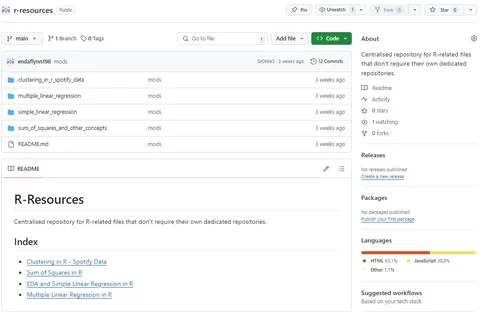 r-resources Public
Pin Unwatch 1 Fork 0 Star 0
main 1 Branch 0 Tags Go to file t Add file Code
endaflynn198 mods 3 weeks ago 12 Commits
clustering_in_r_spotify_data mods 3 weeks ago
multiple_linear_regression mods 3 weeks ago
simple_linear_regression mods 3 weeks ago
sum_of_squares_and_other_concepts mods 3 weeks ago
README.md mods 3 weeks ago
README
R-Resources
Centralised repository for R-related files that don't require their own dedicated repositories.
Index
Clustering in R - Spotify Data
Sum of Squares in R
EDA and Simple Linear Regression in R
Multiple Linear Regression in R
About
Centralised repository for R-related files
that don't require their own dedicated
repositories.
Readme
Activity
0 stars
1 watching
0 forks
Releases
No releases published
Create a new release
Packages
No packages published
Publish your first package
Languages
HTML 60.1% JavaScript 38.8%
Other 1.1%
Suggested workflows
Based on your tech stack